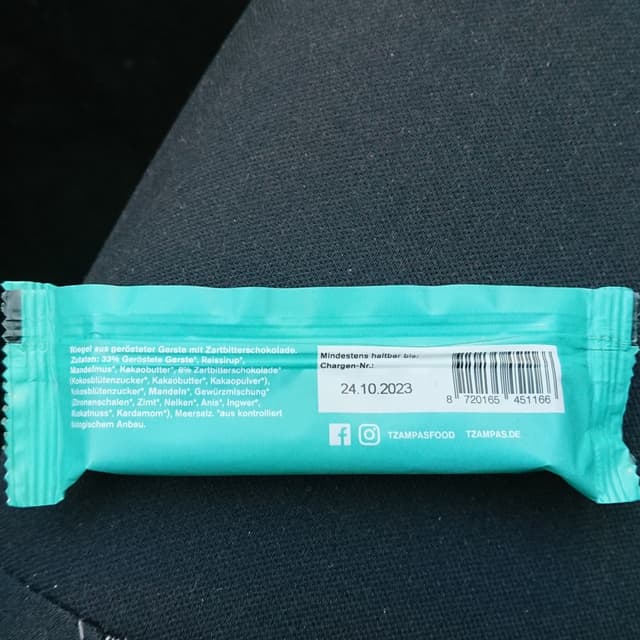 Riegel aus gerösteter Gerste mit Zartbitterschokolade.
Zutaten: 33% Geröstete Gerste*, Reissirup*,
Mandelmus*, Kakaobutter*, 8% Zartbitterschokolade*
(Kokosblütenzucker*, Kakaobutter*, Kakaopulver*),
Kokosblütenzucker*, Mandeln*, Gewürzmischung*
(Zitronenschalen*, Zimt*, Nelken*, Anis*, Ingwer*,
Muskatnuss*, Kardamom*), Meersalz. *aus kontrolliert
biologischem Anbau.
Mindestens haltbar bis:
Chargen-Nr.:
24.10.2023
8 720165 451166
TZAMPASFOOD TZAMPAS.DE